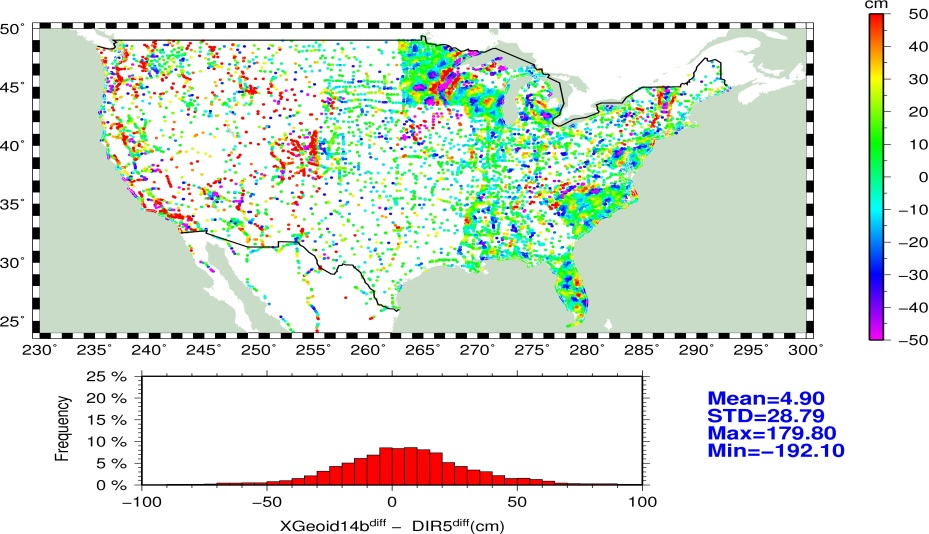 cm
50°
45°
40°
35°
30°
25°
230° 235° 240° 245° 250° 255° 260° 265° 270° 275° 280° 285° 290° 295° 300°
50
40
30
20
10
0
−10
−20
−30
−40
−50
25 %
20 %
15 %
10 %
5 %
0 %
Frequency
−100 −50 0 50 100
XGeoid14b^diff − DIR5^diff(cm)
Mean=4.90
STD=28.79
Max=179.80
Min=−192.10